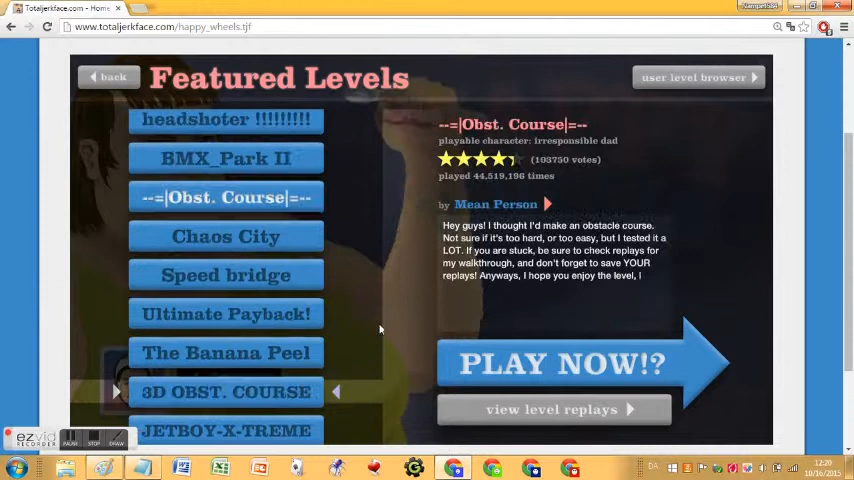 Totaljerkface.com - Home
www.totaljerkface.com/happy_wheels.tjf
back
Featured Levels
user level browser
headshoter !!!!!!!!!
BMX_Park II
--=|Obst. Course|=--
Chaos City
Speed bridge
Ultimate Payback!
The Banana Peel
3D OBST. COURSE
JETBOY-X-TREME
--=|Obst. Course|=--
playable character: irresponsible dad
(103750 votes)
played 44,519,196 times
by Mean Person
Hey guys! I thought I'd make an obstacle course.
Not sure if it's too hard, or too easy, but I tested it a
LOT. If you are stuck, be sure to check replays for
my walkthrough, and don't forget to save YOUR
replays! Anyways, I hope you enjoy the level, I
PLAY NOW!?
view level replays
ezvid
RECORDER
PAUSE
STOP
DRAW
DA
12:20
10/16/2015